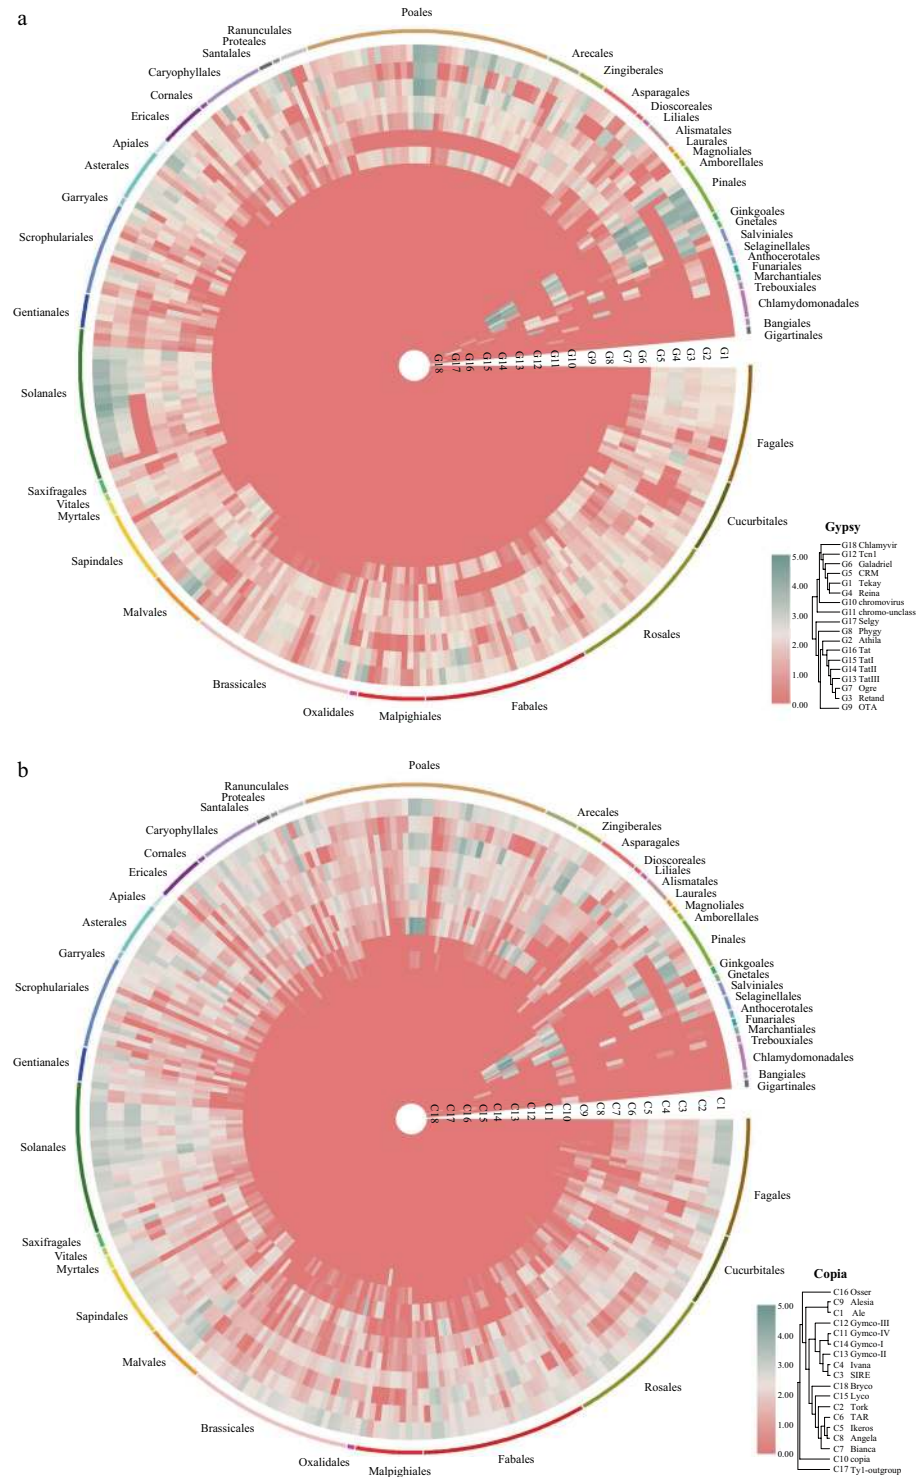 a
Poales
Ranunculales
Proteales
Santalales
Caryophyllales
Cornales
Ericales
Apiales
Asterales
Garryales
Scrophulariales
Gentianales
Solanales
Saxifragales
Vitales
Myrtales
Sapindales
Malvales
Brassicales
Oxalidales
Malpighiales
Fabales
Rosales
Cucurbitales
Fagales
Arecales
Zingiberales
Asparagales
Dioscoreales
Liliales
Alismatales
Laurales
Magnoliales
Amborellales
Pinales
Ginkgoales
Gnetales
Salviniales
Selaginellales
Anthocerotales
Funariales
Marchantiales
Trebouxiales
Chlamydomonadales
Bangiales
Gigartinales
G18 G17 G16 G15 G14 G13 G12 G11 G10 G9 G8 G7 G6 G5 G4 G3 G2 G1
Gypsy
5.00
4.00
3.00
2.00
1.00
0.00
G18 Chlamyvir
G12 Tcn1
G6 Galadriel
G5 CRM
G1 Tekay
G4 Reina
G10 chromovirus
G11 chromo-unclass
G17 Selgy
G8 Phygy
G2 Athila
G16 Tat
G15 TatI
G14 TatII
G13 TatIII
G7 Ogre
G3 Retand
G9 OTA
b
Poales
Ranunculales
Proteales
Santalales
Caryophyllales
Cornales
Ericales
Apiales
Asterales
Garryales
Scrophulariales
Gentianales
Solanales
Saxifragales
Vitales
Myrtales
Sapindales
Malvales
Brassicales
Oxalidales
Malpighiales
Fabales
Rosales
Cucurbitales
Fagales
Arecales
Zingiberales
Asparagales
Dioscoreales
Liliales
Alismatales
Laurales
Magnoliales
Amborellales
Pinales
Ginkgoales
Gnetales
Salviniales
Selaginellales
Anthocerotales
Funariales
Marchantiales
Trebouxiales
Chlamydomonadales
Bangiales
Gigartinales
C18 C17 C16 C15 C14 C13 C12 C11 C10 C9 C8 C7 C6 C5 C4 C3 C2 C1
Copia
5.00
4.00
3.00
2.00
1.00
0.00
C16 Osser
C9 Alesia
C1 Ale
C12 Gymco-III
C11 Gymco-IV
C14 Gymco-I
C13 Gymco-II
C4 Ivana
C3 SIRE
C18 Bryco
C15 Lyco
C2 Tork
C6 TAR
C5 Ikeros
C8 Angela
C7 Bianca
C10 copia
C17 Ty1-outgroup